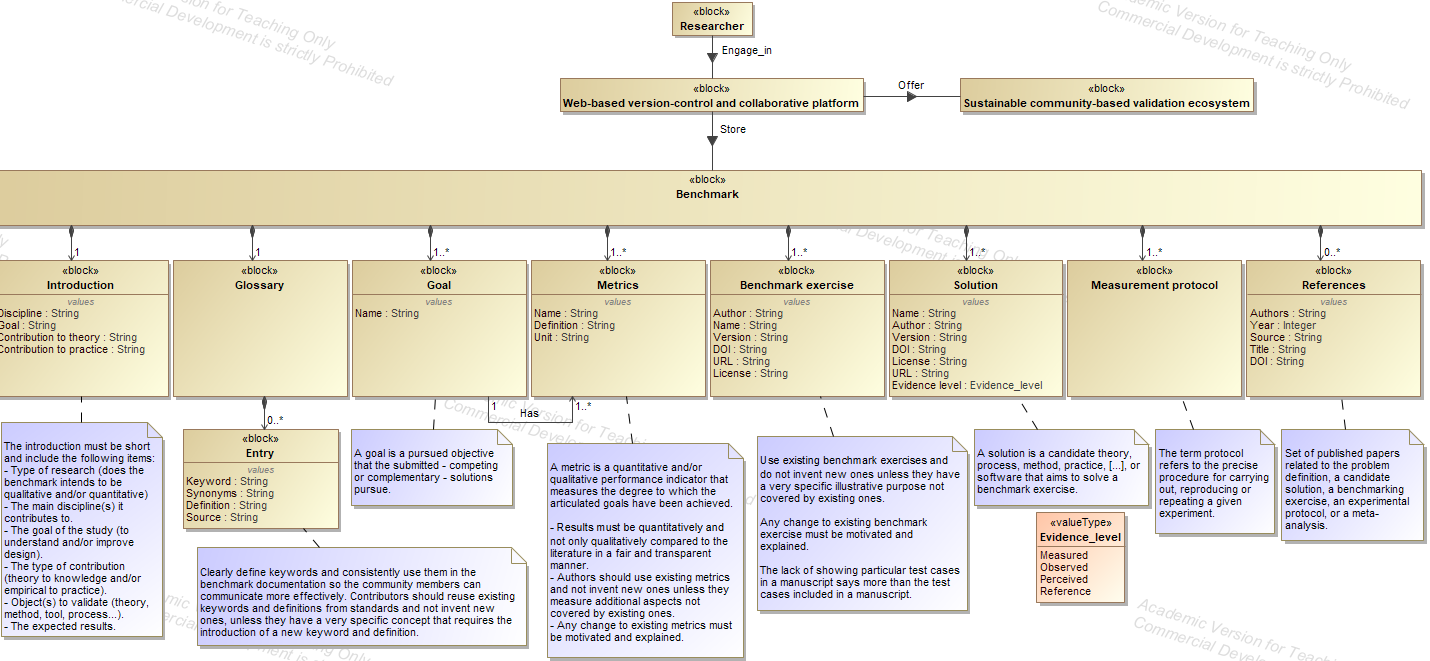 «block»
Researcher
Engage_in
«block»
Web-based version-control and collaborative platform
Offer
«block»
Sustainable community-based validation ecosystem
Store
«block»
Benchmark
1
1
1..*
1..*
1..*
1..*
1..*
0..*
«block»
Introduction
values
Discipline : String
Goal : String
Contribution to theory : String
Contribution to practice : String
«block»
Glossary
«block»
Goal
values
Name : String
«block»
Metrics
values
Name : String
Definition : String
Unit : String
«block»
Benchmark exercise
values
Author : String
Name : String
Version : String
DOI : String
URL : String
License : String
«block»
Solution
values
Name : String
Author : String
Version : String
DOI : String
License : String
URL : String
Evidence level : Evidence_level
«block»
Measurement protocol
«block»
References
values
Authors : String
Year : Integer
Source : String
Title : String
DOI : String
1
Has
1..*
0..*
The introduction must be short
and include the following items:
- Type of research (does the
benchmark intends to be
qualitative and/or quantitative)
- The main discipline(s) it
contributes to.
- The goal of the study (to
understand and/or improve
design).
- The type of contribution
(theory to knowledge and/or
empirical to practice).
- Object(s) to validate (theory,
method, tool, process...).
- The expected results.
«block»
Entry
values
Keyword : String
Synonyms : String
Definition : String
Source : String
Clearly define keywords and consistently use them in the
benchmark documentation so the community members can
communicate more effectively. Contributors should reuse existing
keywords and definitions from standards and not invent new
ones, unless they have a very specific concept that requires the
introduction of a new keyword and definition.
A goal is a pursued objective
that the submitted - competing
or complementary - solutions
pursue.
A metric is a quantitative and/or
qualitative performance indicator that
measures the degree to which the
articulated goals have been achieved.
- Results must be quantitatively and
not only qualitatively compared to the
literature in a fair and transparent
manner.
- Authors should use existing metrics
and not invent new ones unless they
measure additional aspects not
covered by existing ones.
- Any change to existing metrics must
be motivated and explained.
Use existing benchmark exercises and
do not invent new ones unless they have
a very specific illustrative purpose not
covered by existing ones.
Any change to existing benchmark
exercise must be motivated and
explained.
The lack of showing particular test cases
in a manuscript says more than the test
cases included in a manuscript.
A solution is a candidate theory,
process, method, practice, [...], or
software that aims to solve a
benchmark exercise.
«valueType»
Evidence_level
Measured
Observed
Perceived
Reference
The term protocol
refers to the precise
procedure for carrying
out, reproducing or
repeating a given
experiment.
Set of published papers
related to the problem
definition, a candidate
solution, a benchmarking
exercise, an experimental
protocol, or a meta-
analysis.
Version for Teaching Only
Commercial Development is strictly Prohibited
Academic Version for Teaching Only
Commercial Development is strictly Prohibited
Academic Version for Teaching